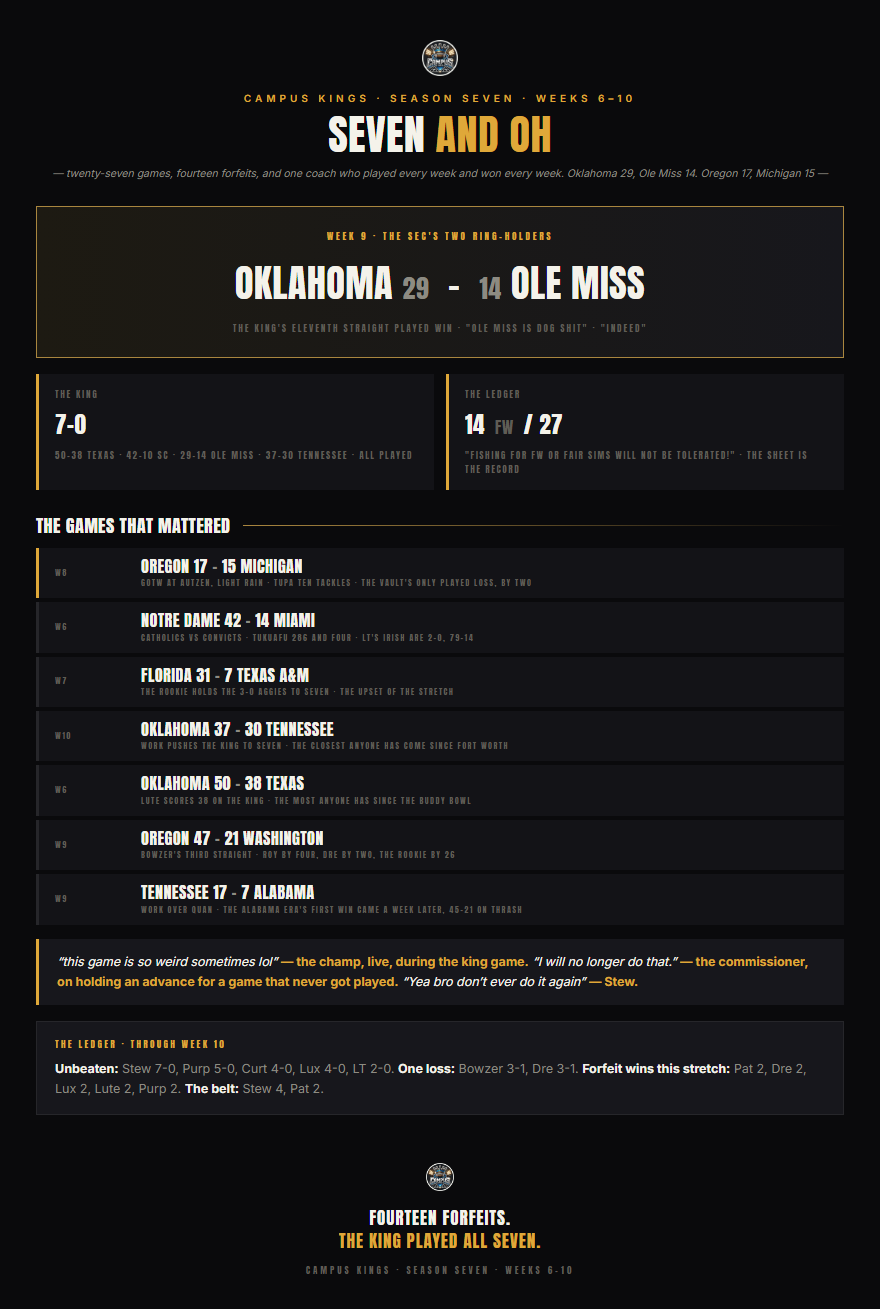 CAMPUS KINGS · SEASON SEVEN · WEEKS 6–10
SEVEN AND OH
— twenty-seven games, fourteen forfeits, and one coach who played every week and won every week. Oklahoma 29, Ole Miss 14. Oregon 17, Michigan 15 —
WEEK 9 · THE SEC'S TWO RING-HOLDERS
OKLAHOMA 29 - 14 OLE MISS
THE KING'S ELEVENTH STRAIGHT PLAYED WIN · "OLE MISS IS DOG SHIT" · "INDEED"
THE KING
7-0
50-38 TEXAS · 42-10 SC · 29-14 OLE MISS · 37-30 TENNESSEE · ALL PLAYED
THE LEDGER
14 FW / 27
"FISHING FOR FW OR FAIR SIMS WILL NOT BE TOLERATED!" · THE SHEET IS
THE RECORD
THE GAMES THAT MATTERED
W8
OREGON 17 - 15 MICHIGAN
GOTW AT AUTZEN, LIGHT RAIN · TUPA TEN TACKLES · THE VAULT'S ONLY PLAYED LOSS, BY TWO
W6
NOTRE DAME 42 - 14 MIAMI
CATHOLICS VS CONVICTS · TUKUAFU 286 AND FOUR · LT'S IRISH ARE 2-0, 79-14
W7
FLORIDA 31 - 7 TEXAS A&M
THE ROOKIE HOLDS THE 3-0 AGGIES TO SEVEN · THE UPSET OF THE STRETCH
W10
OKLAHOMA 37 - 30 TENNESSEE
WORK PUSHES THE KING TO SEVEN · THE CLOSEST ANYONE HAS COME SINCE FORT WORTH
W6
OKLAHOMA 50 - 38 TEXAS
LUTE SCORES 38 ON THE KING · THE MOST ANYONE HAS SINCE THE BUDDY BOWL
W9
OREGON 47 - 21 WASHINGTON
BOWZER'S THIRD STRAIGHT · ROY BY FOUR, DRE BY TWO, THE ROOKIE BY 26
W9
TENNESSEE 17 - 7 ALABAMA
WORK OVER QUAN · THE ALABAMA ERA'S FIRST WIN CAME A WEEK LATER, 45-21 ON THRASH
“this game is so weird sometimes lol” — the champ, live, during the king game. “I will no longer do that.” — the commissioner,
on holding an advance for a game that never got played. “Yea bro don’t ever do it again” — Stew.
THE LEDGER · THROUGH WEEK 10
Unbeaten: Stew 7-0, Purp 5-0, Curt 4-0, Lux 4-0, LT 2-0. One loss: Bowzer 3-1, Dre 3-1. Forfeit wins this stretch: Pat 2, Dre 2,
Lux 2, Lute 2, Purp 2. The belt: Stew 4, Pat 2.
FOURTEEN FORFEITS.
THE KING PLAYED ALL SEVEN.
CAMPUS KINGS · SEASON SEVEN · WEEKS 6-10